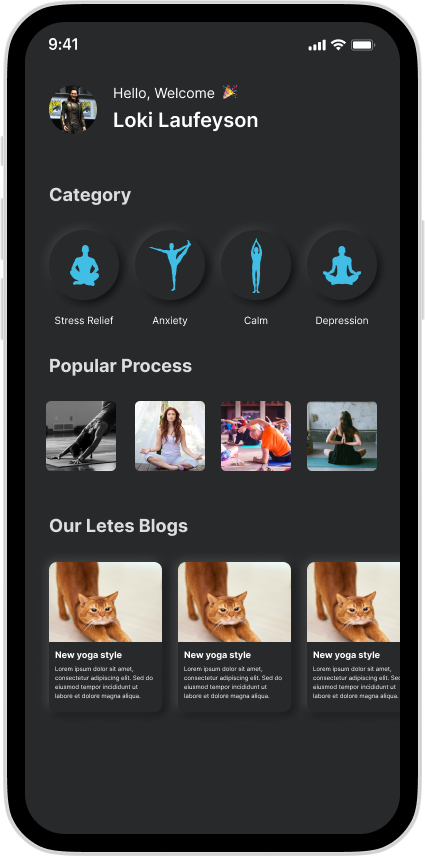 9:41
Hello, Welcome 🎉
Loki Laufeyson
Category
Stress Relief
Anxiety
Calm
Depression
Popular Process
Our Letes Blogs
New yoga style
Lorem ipsum dolor sit amet,
consectetur adipiscing elit. Sed do
eiusmod tempor incididunt ut
labore et dolore magna aliqua.
New yoga style
Lorem ipsum dolor sit amet,
consectetur adipiscing elit. Sed do
eiusmod tempor incididunt ut
labore et dolore magna aliqua.
New yoga style
Lorem ipsum dolor sit amet,
consectetur adipiscing elit. Sed
eiusmod tempor incididunt ut
labore et dolore magna aliqua.